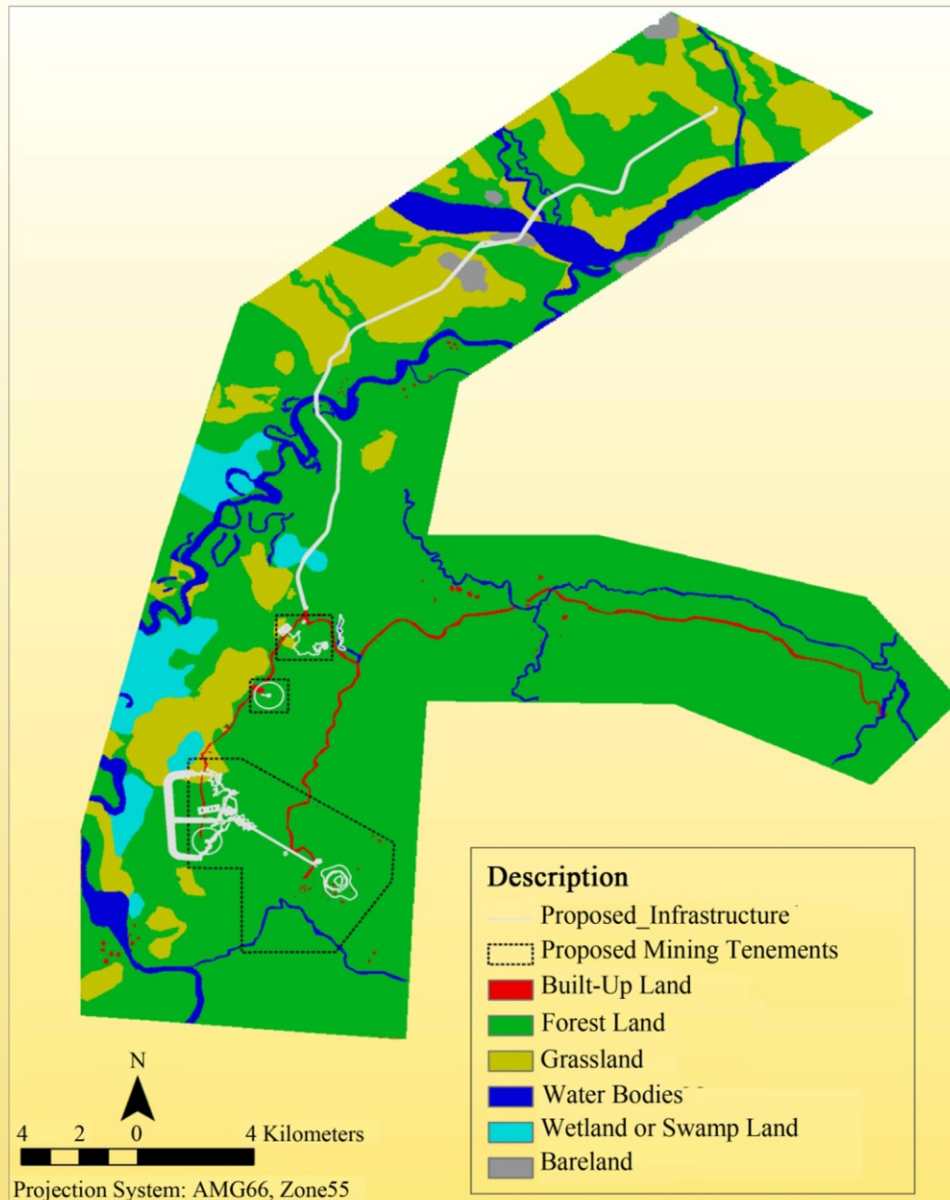 Description
Proposed_Infrastructure
Proposed Mining Tenements
Built-Up Land
Forest Land
Grassland
Water Bodies
Wetland or Swamp Land
Bareland
N
4 2 0 4 Kilometers
Projection System: AMG66, Zone55